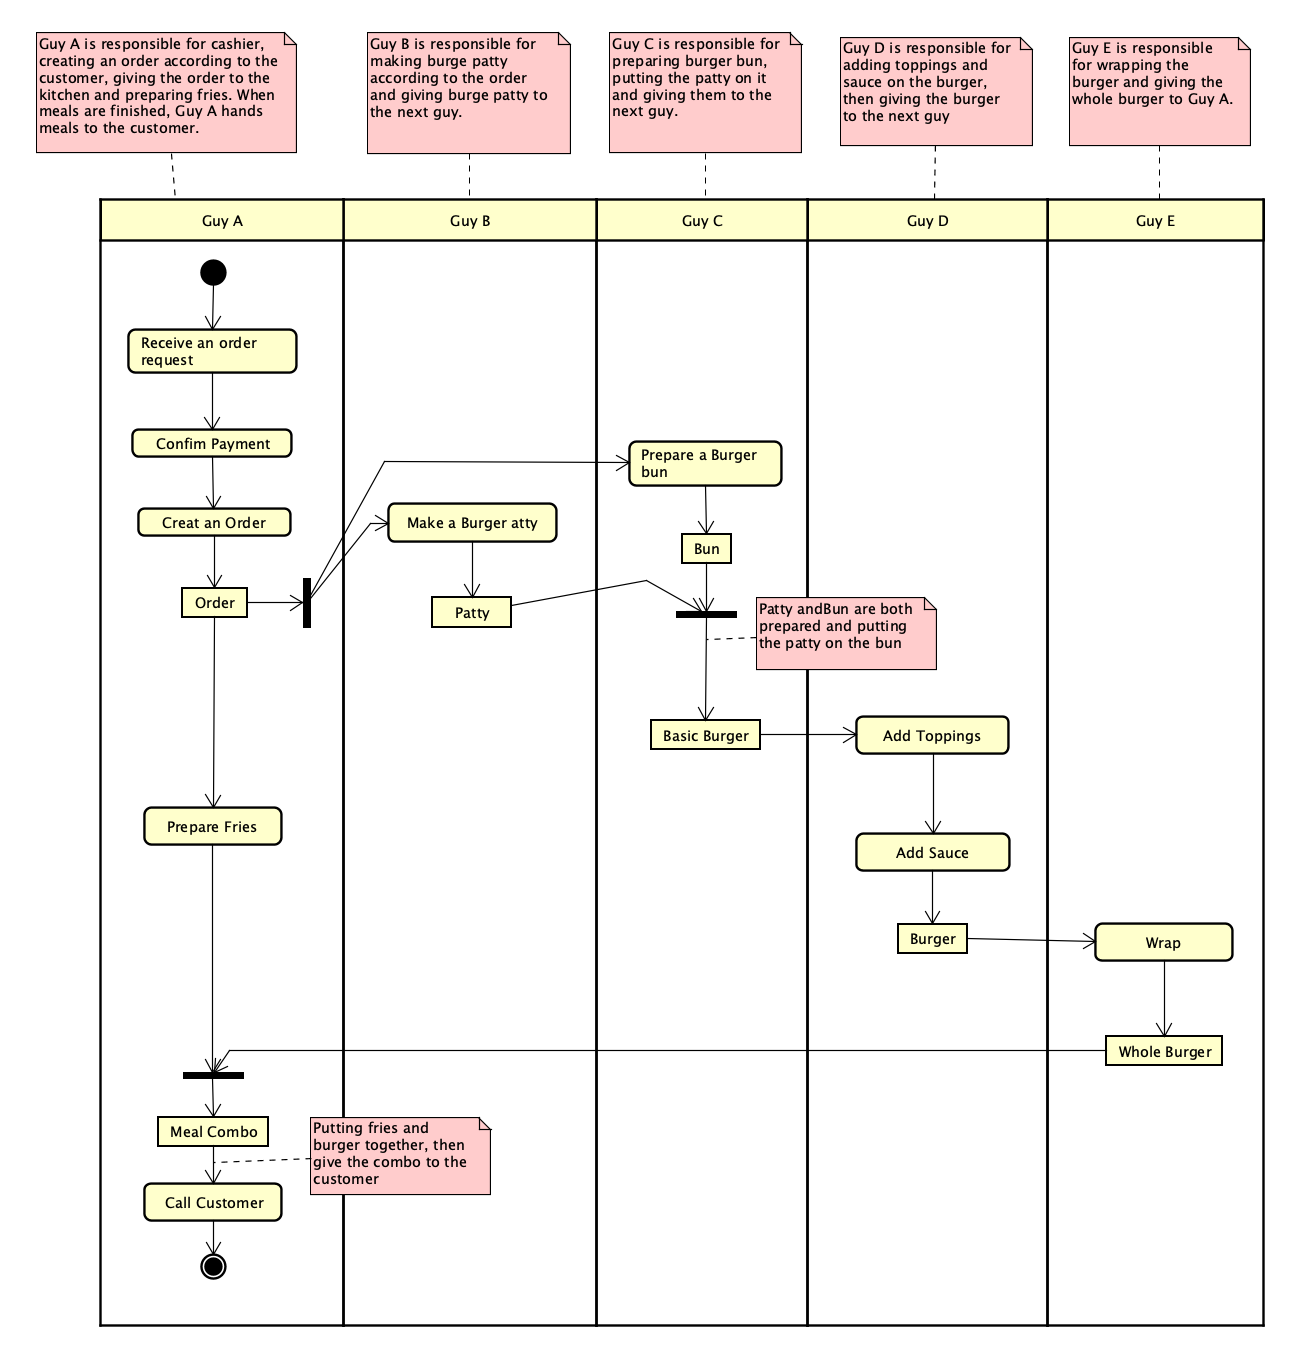 Guy A is responsible for cashier,
creating an order according to the
customer, giving the order to the
kitchen and preparing fries. When
meals are finished, Guy A hands
meals to the customer.
Guy B is responsible for
making burge patty
according to the order
and giving burge patty to
the next guy.
Guy C is responsible for
preparing burger bun,
putting the patty on it
and giving them to the
next guy.
Guy D is responsible for
adding toppings and
sauce on the burger,
then giving the burger
to the next guy
Guy E is responsible
for wrapping the
burger and giving the
whole burger to Guy A.
Guy A
Guy B
Guy C
Guy D
Guy E
Receive an order
request
Confim Payment
Prepare a Burger
bun
Creat an Order
Make a Burger atty
Bun
Order
Patty
Patty andBun are both
prepared and putting
the patty on the bun
Basic Burger
Add Toppings
Prepare Fries
Add Sauce
Burger
Wrap
Whole Burger
Meal Combo
Putting fries and
burger together, then
give the combo to the
customer
Call Customer